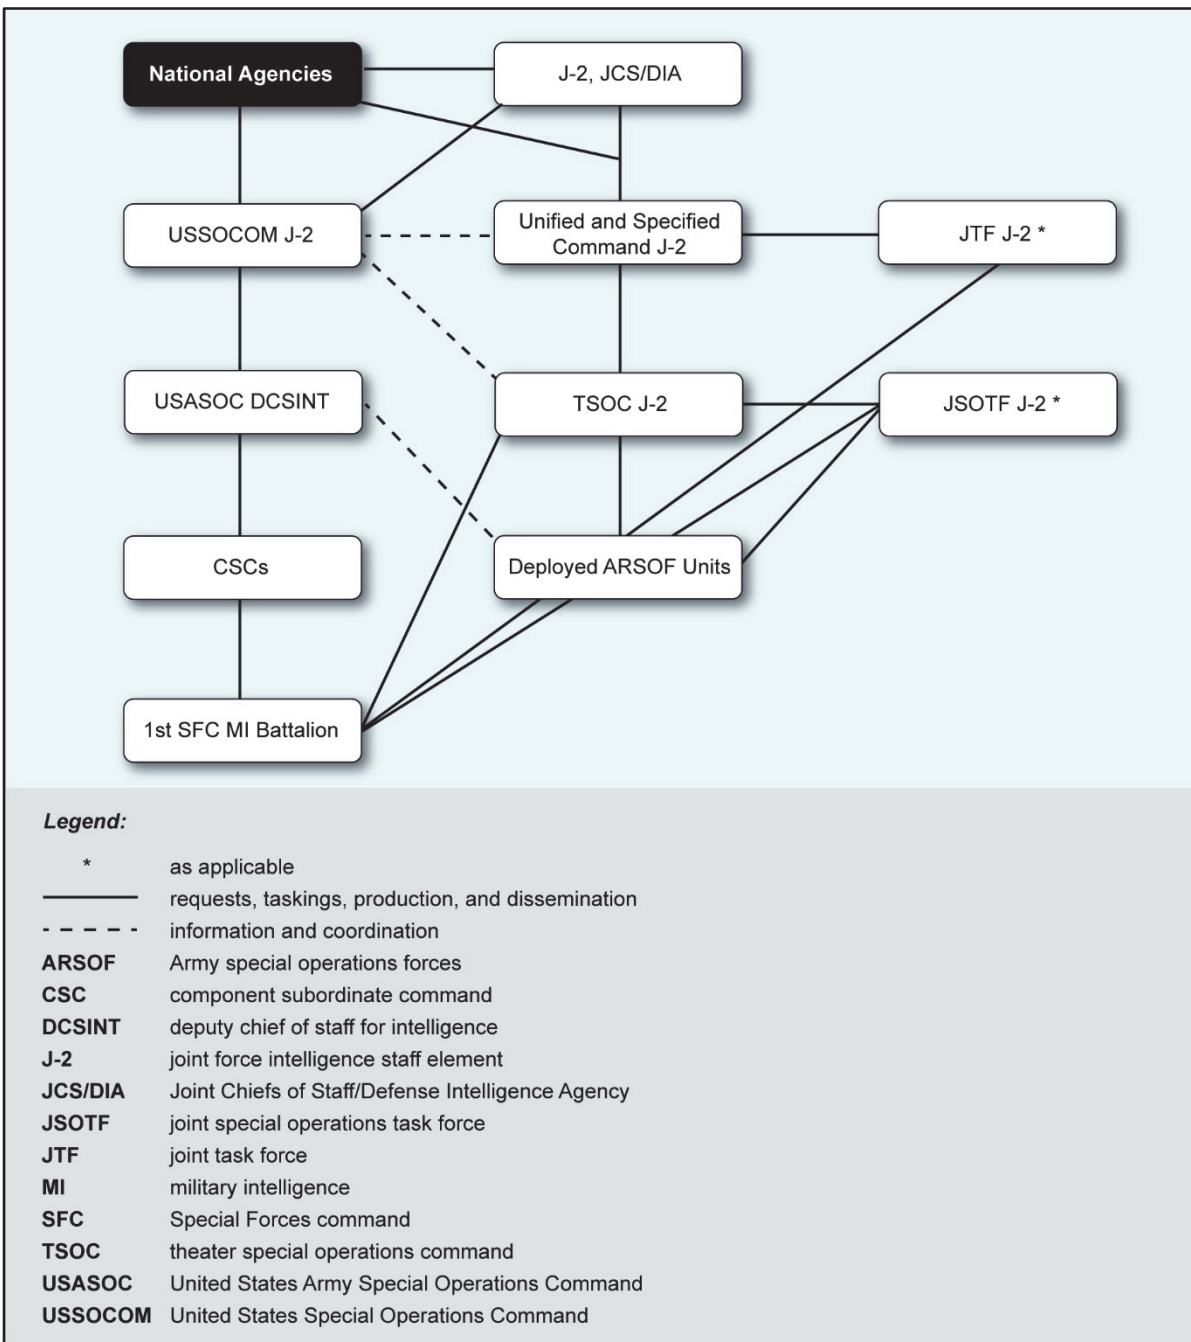 National Agencies
J-2, JCS/DIA
USSOCOM J-2
Unified and Specified
Command J-2
JTF J-2 *
USASOC DCSINT
TSOC J-2
JSOTF J-2 *
CSCs
Deployed ARSOF Units
1st SFC MI Battalion
Legend:
* as applicable
requests, taskings, production, and dissemination
information and coordination
ARSOF Army special operations forces
CSC component subordinate command
DCSINT deputy chief of staff for intelligence
J-2 joint force intelligence staff element
JCS/DIA Joint Chiefs of Staff/Defense Intelligence Agency
JSOTF joint special operations task force
JTF joint task force
MI military intelligence
SFC Special Forces command
TSOC theater special operations command
USASOC United States Army Special Operations Command
USSOCOM United States Special Operations Command